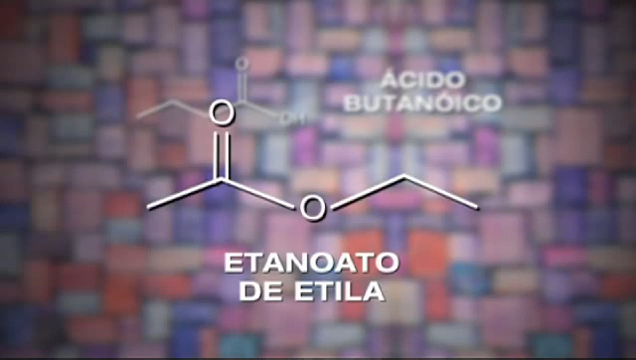 O
OH
ÁCIDO
BUTANÓICO
O
O
ETANOATO
DE ETILA